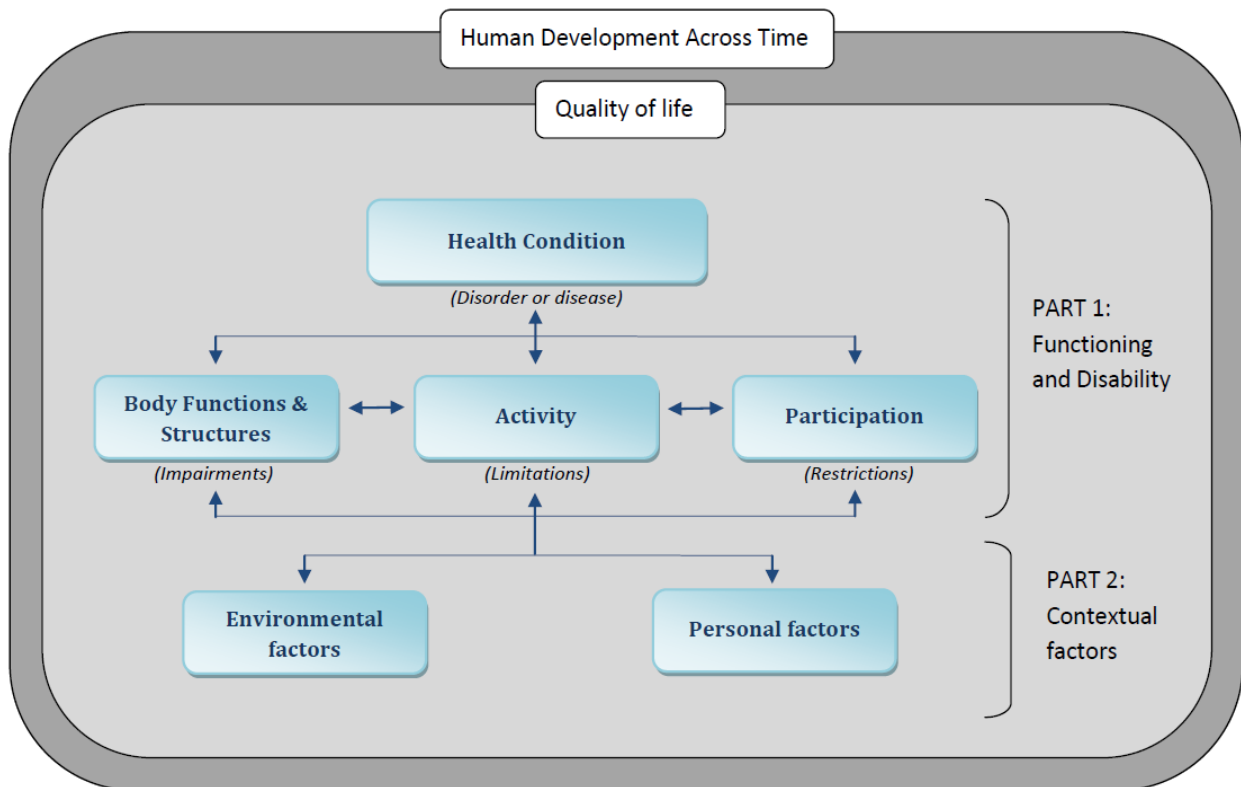 Human Development Across Time
Quality of life
Health Condition
(Disorder or disease)
Body Functions &
Structures
(Impairments)
Activity
(Limitations)
Participation
(Restrictions)
PART 1:
Functioning
and Disability
Environmental
factors
Personal factors
PART 2:
Contextual
factors